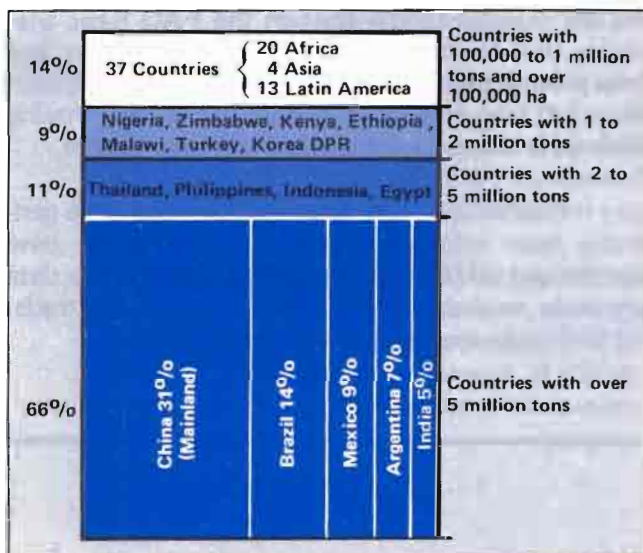 14%
37 Countries { 20 Africa
4 Asia
13 Latin America
Countries with
100,000 to 1 million
tons and over
100,000 ha
9%
Nigeria, Zimbabwe, Kenya, Ethiopia,
Malawi, Turkey, Korea DPR
Countries with 1 to
2 million tons
11%
Thailand, Philippines, Indonesia, Egypt
Countries with 2 to
5 million tons
66%
China 31%
(Mainland)
Brazil 14%
Mexico 9%
Argentina 7%
India 5%
Countries with over
5 million tons